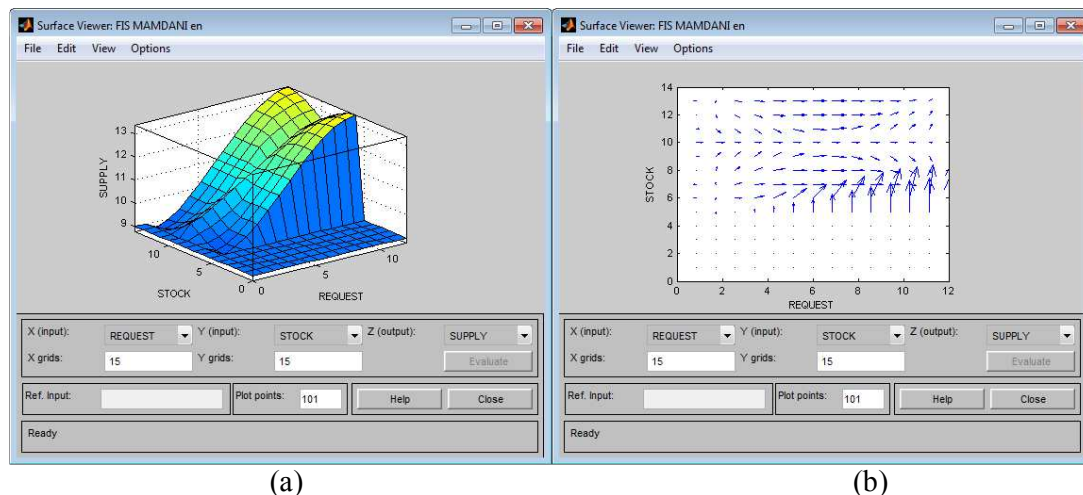 Surface Viewer: FIS MAMDANI en
File Edit View Options
13
12
11
10
9
SUPPLY
10
5
0
STOCK
0
5
10
REQUEST
X (input): REQUEST Y (input): STOCK Z (output): SUPPLY
X grids: 15 Y grids: 15 Evaluate
Ref. Input: Plot points: 101 Help Close
Ready
(a)
Surface Viewer: FIS MAMDANI en
File Edit View Options
14
12
10
8
6
4
2
0
STOCK
0 2 4 6 8 10 12
REQUEST
X (input): REQUEST Y (input): STOCK Z (output): SUPPLY
X grids: 15 Y grids: 15 Evaluate
Ref. Input: Plot points: 101 Help Close
Ready
(b)